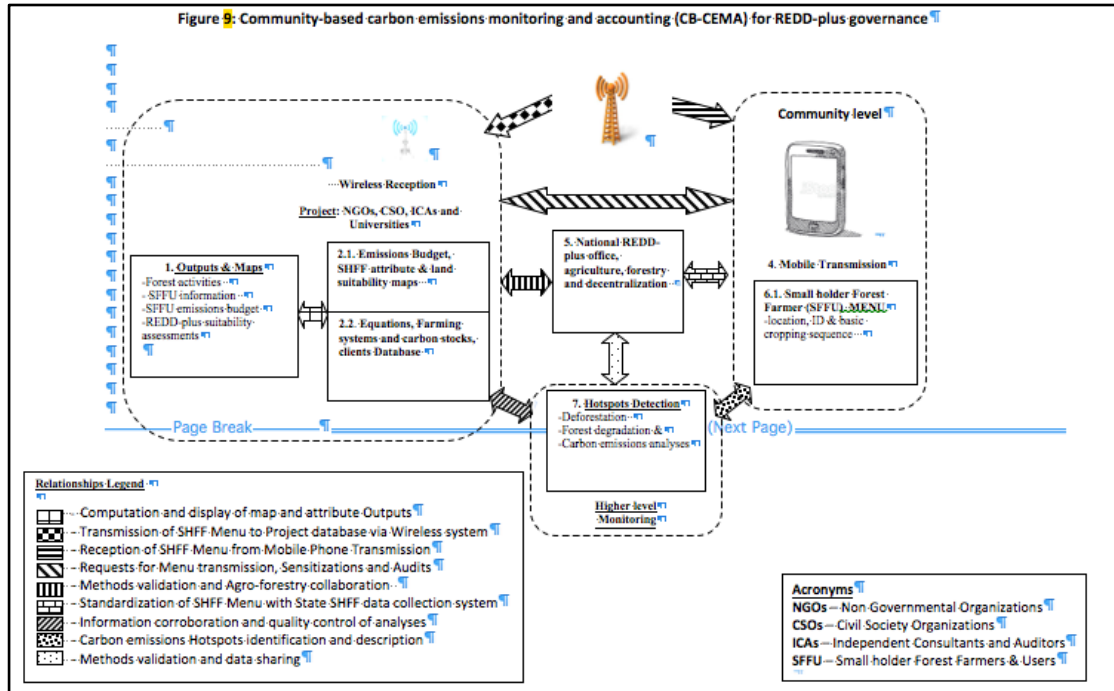 Figure 9: Community-based carbon emissions monitoring and accounting (CB-CEMA) for REDD-plus governance
Community level
Wireless Reception
Project: NGOs, CSO, ICAs and
Universities
1. Outputs & Maps
-Forest activities
- SFFU information
-SFFU emissions budget
-REDD-plus suitability
assessments
2.1. Emissions Budget,
SHFF attribute & land
suitability maps
2.2. Equations, Farming
systems and carbon stocks,
clients Database
5. National REDD-
plus office,
agriculture, forestry
and decentralization
4. Mobile Transmission
6.1. Small holder Forest
Farmer (SFFU) MENU
-location, ID & basic
cropping sequence
7. Hotspots Detection
-Deforestation
-Forest degradation &
-Carbon emissions analyses
Page Break
(Next Page)
Higher level
Monitoring
Relationships Legend
- Computation and display of map and attribute Outputs
- Transmission of SHFF Menu to Project database via Wireless system
- Reception of SHFF Menu from Mobile Phone Transmission
- Requests for Menu transmission, Sensitizations and Audits
- Methods validation and Agro-forestry collaboration
- Standardization of SHFF Menu with State SHFF data collection system
- Information corroboration and quality control of analyses
- Carbon emissions Hotspots identification and description
- Methods validation and data sharing
Acronyms
NGOs – Non Governmental Organizations
CSOs – Civil Society Organizations
ICAs – Independent Consultants and Auditors
SFFU – Small holder Forest Farmers & Users